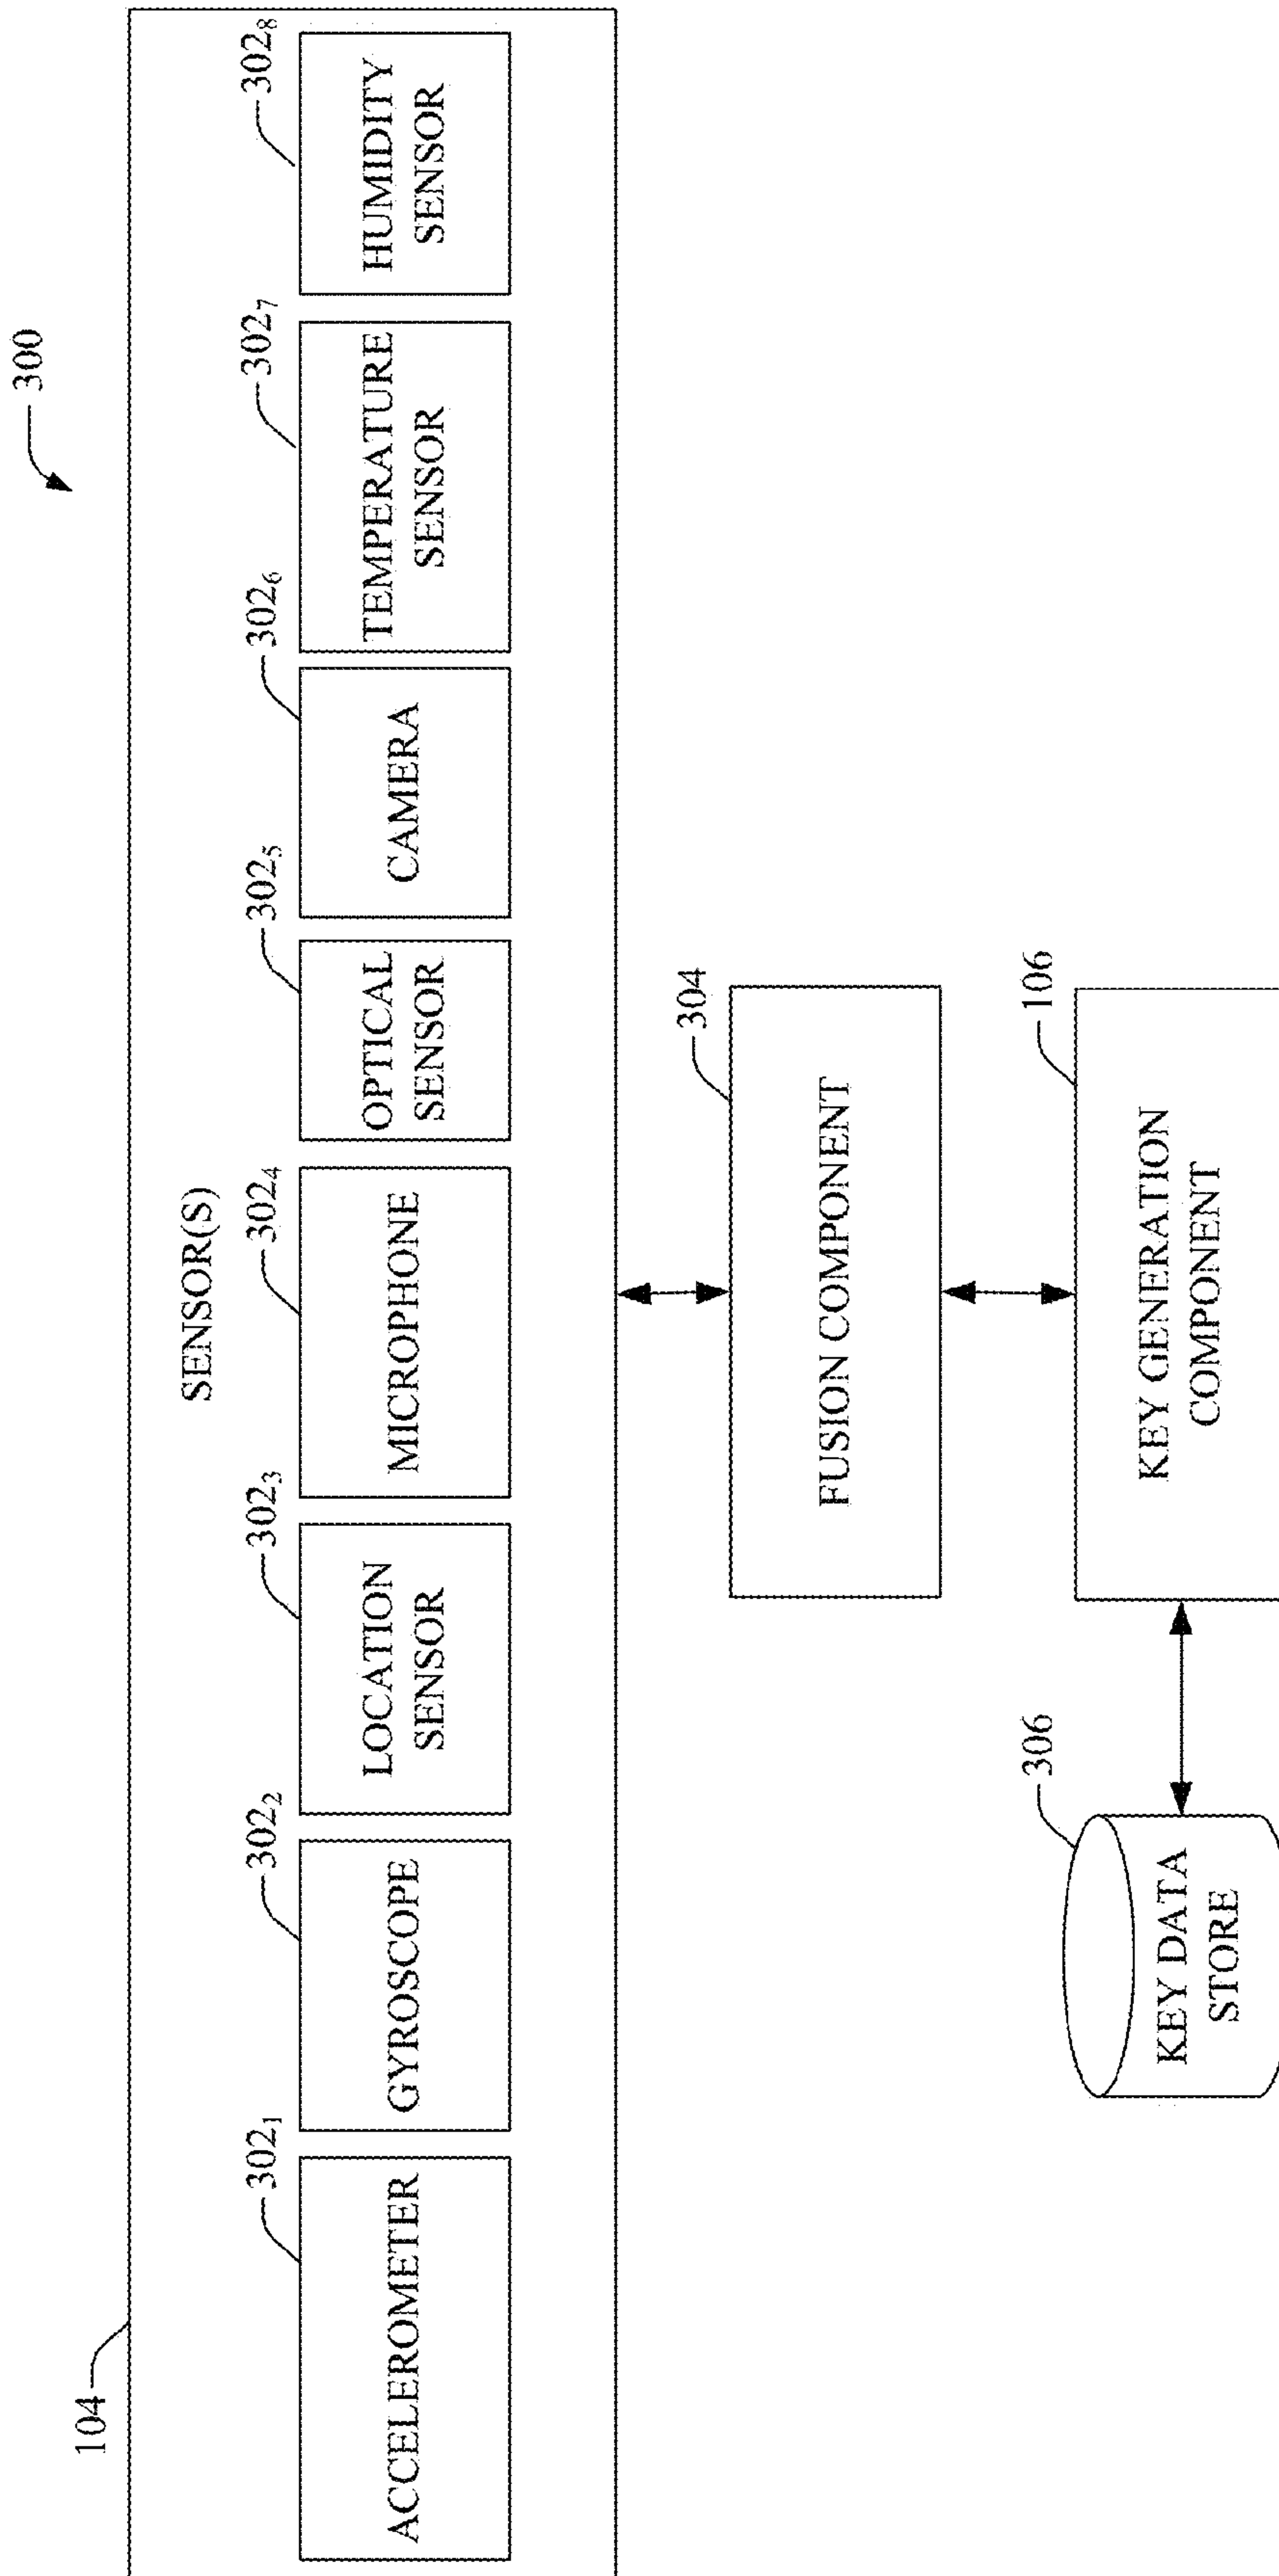 300
104
SENSOR(S)
302₁
302₂
302₃
302₄
302₅
302₆
302₇
302₈
ACCELEROMETER
GYROSCOPE
LOCATION
SENSOR
MICROPHONE
OPTICAL
SENSOR
CAMERA
TEMPERATURE
SENSOR
HUMIDITY
SENSOR
304
FUSION COMPONENT
306
106
KEY DATA
STORE
KEY GENERATION
COMPONENT